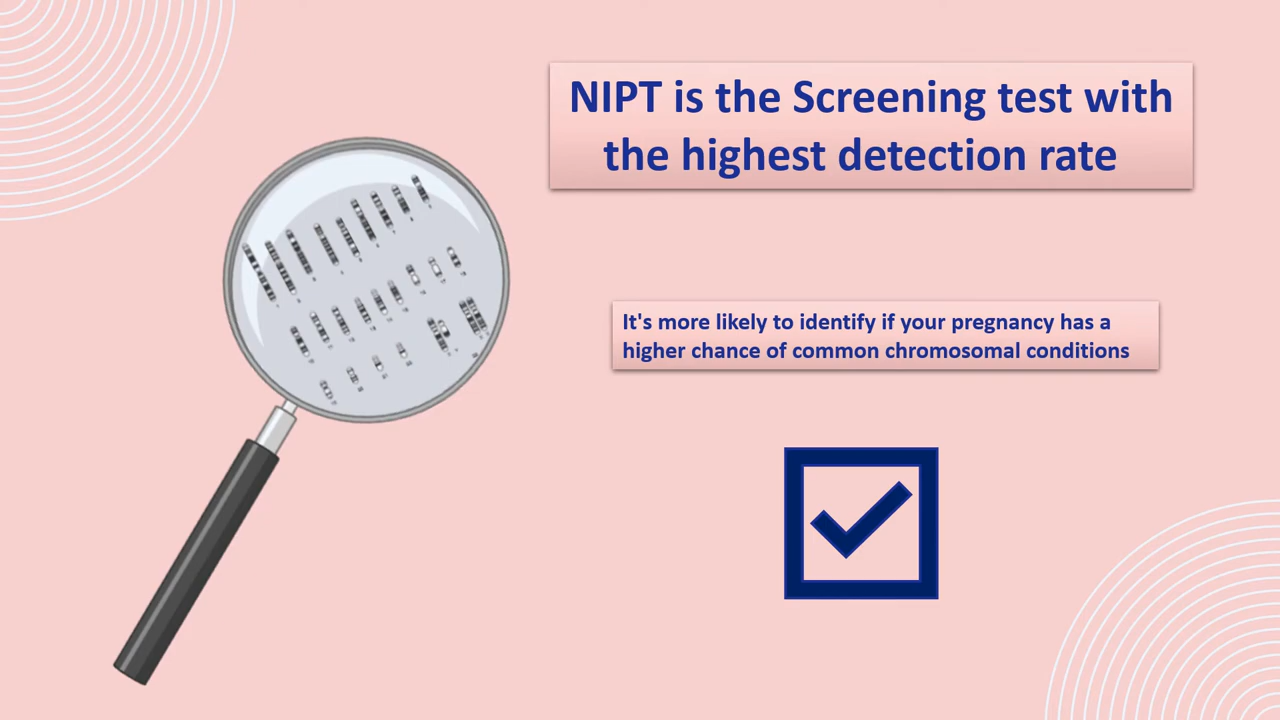 NIPT is the Screening test with
the highest detection rate
It's more likely to identify if your pregnancy has a
higher chance of common chromosomal conditions